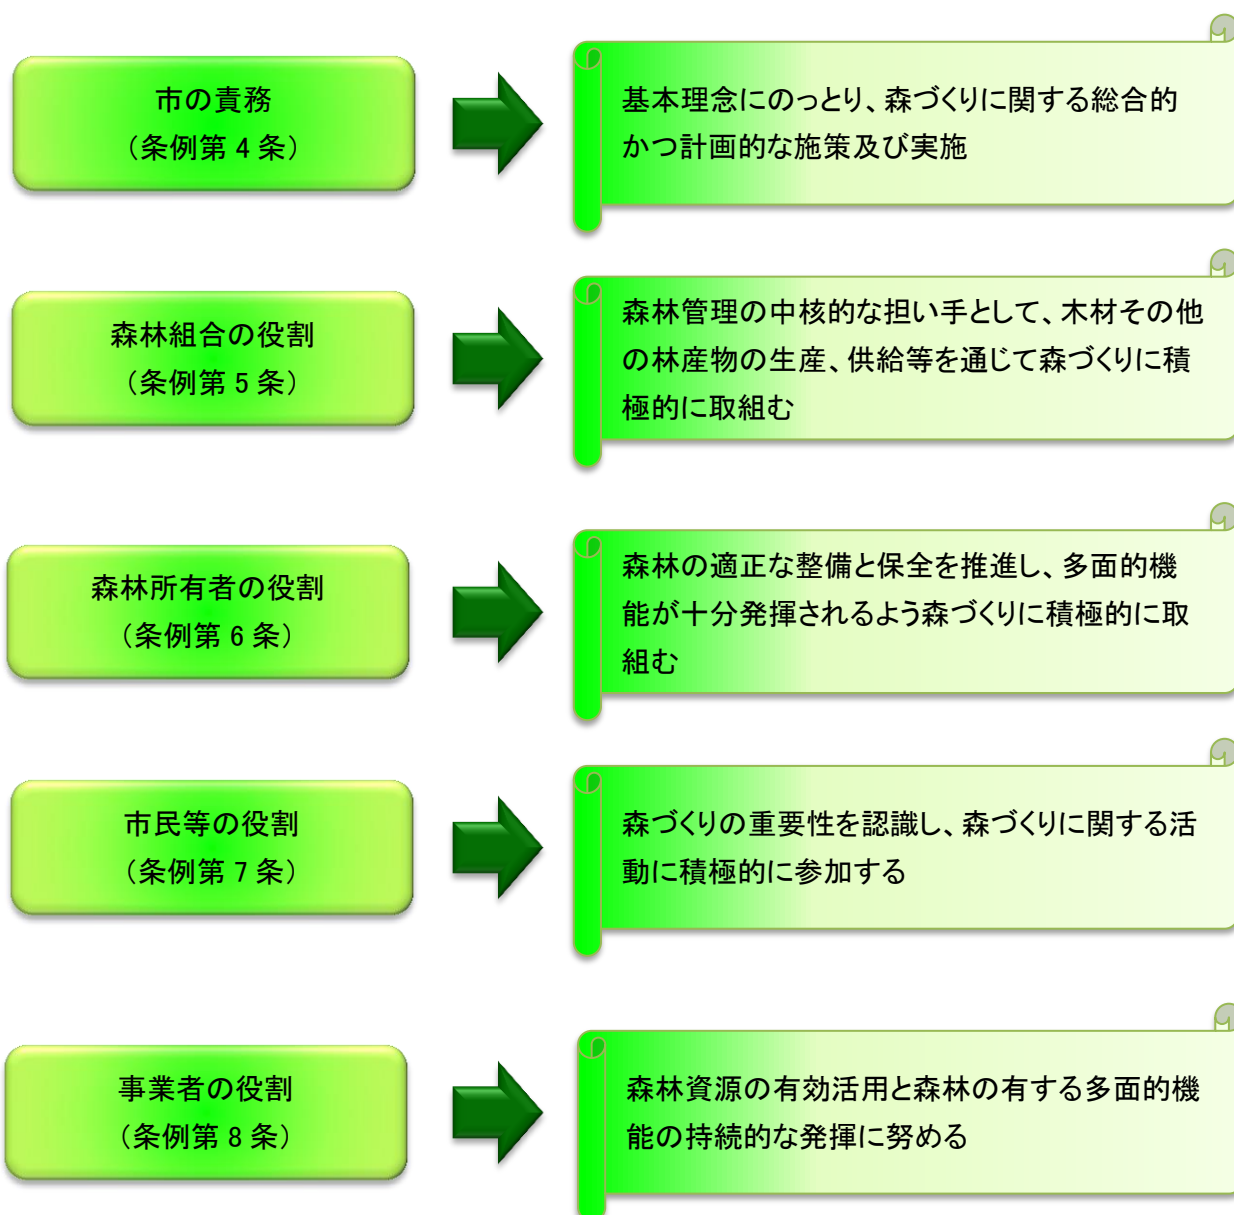 市の責務
（条例第 4 条）
基本理念にのっとり、森づくりに関する総合的
かつ計画的な施策及び実施
森林組合の役割
（条例第 5 条）
森林管理の中核的な担い手として、木材その他
の林産物の生産、供給等を通じて森づくりに積
極的に取組む
森林所有者の役割
（条例第 6 条）
森林の適正な整備と保全を推進し、多面的機
能が十分発揮されるよう森づくりに積極的に取
組む
市民等の役割
（条例第 7 条）
森づくりの重要性を認識し、森づくりに関する活
動に積極的に参加する
事業者の役割
（条例第 8 条）
森林資源の有効活用と森林の有する多面的機
能の持続的な発揮に努める